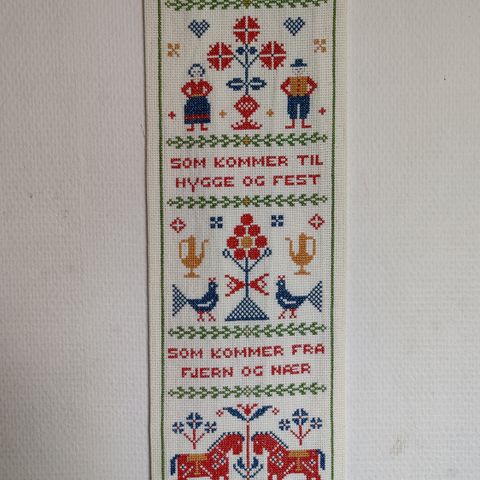 SOM KOMMER TIL
HYGGE OG FEST
SOM KOMMER FRA
FJERN OG NÆR